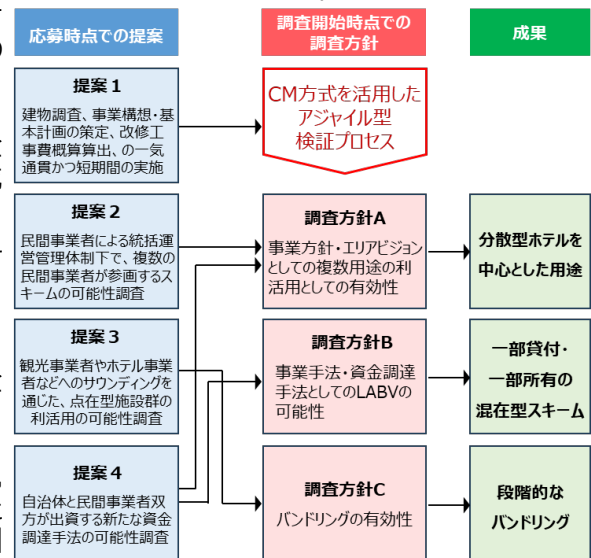 応募時点での提案
調査開始時点での
調査方針
成果
提案１
建物調査、事業構想・基
本計画の策定、改修工
事費概算算出、の一気
通貫かつ短期間の実施
CM方式を活用した
アジャイル型
検証プロセス
提案２
民間事業者による統括運
営管理体制下で、複数の
民間事業者が参画するス
キームの可能性調査
調査方針A
事業方針・エリアビジョン
としての複数用途の利
活用としての有効性
分散型ホテルを
中心とした用途
提案３
観光事業者やホテル事業
者などへのサウンディングを
通じた、点在型施設群の
利活用の可能性調査
調査方針B
事業手法・資金調達
手法としてのLABVの
可能性
一部貸付・
一部所有の
混在型スキーム
提案４
自治体と民間事業者双
方が出資する新たな資金
調達手法の可能性調査
調査方針C
バンドリングの有効性
段階的な
バンドリング